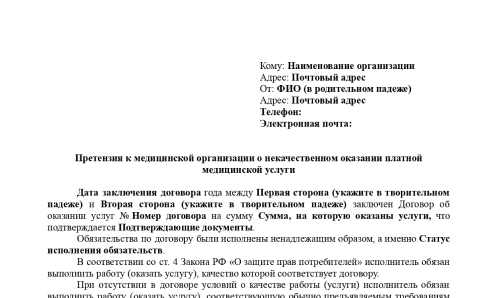 Кому: Наименование организации
Адрес: Почтовый адрес
От: ФИО (в родительном падеже)
Адрес: Почтовый адрес
Телефон:
Электронная почта:
Претензия к медицинской организации о некачественном оказании платной
медицинской услуги
Дата заключения договора года между Первая сторона (укажите в творительном
падеже) и Вторая сторона (укажите в творительном падеже) заключен Договор об
оказании услуг № Номер договора на сумму Сумма, на которую оказаны услуги, что
подтверждается Подтверждающие документы.
Обязательства по договору были исполнены ненадлежащим образом, а именно Статус
исполнения обязательств.
В соответствии со ст. 4 Закона РФ «О защите прав потребителей» исполнитель обязан
выполнить работу (оказать услугу), качество которой соответствует договору.
При отсутствии в договоре условий о качестве работы (услуги) исполнитель обязан
выполнить работу (оказать услугу), соответствующую обычно предъявляемым требованиям